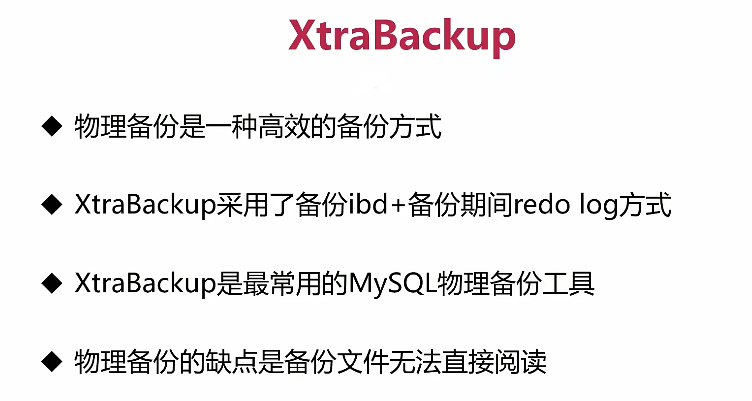 XtraBackup
◆ 物理备份是一种高效的备份方式
◆ XtraBackup采用了备份ibd+备份期间redo log方式
◆ XtraBackup是最常用的MySQL物理备份工具
◆ 物理备份的缺点是备份文件无法直接阅读